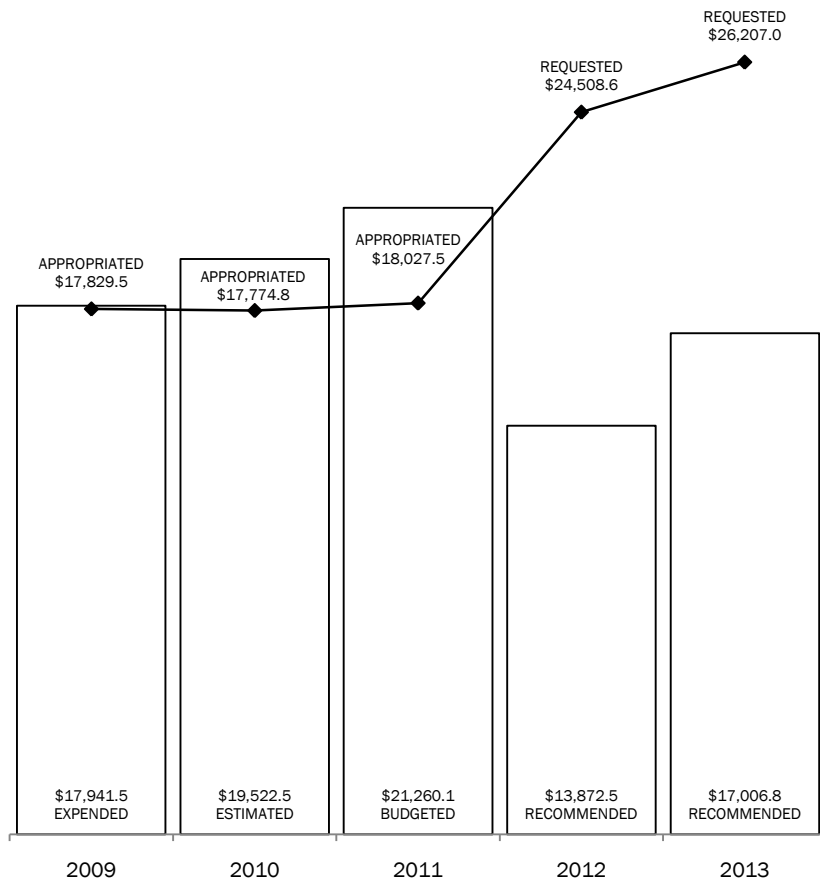 REQUESTED
$26,207.0
REQUESTED
$24,508.6
APPROPRIATED
$18,027.5
APPROPRIATED
$17,829.5
APPROPRIATED
$17,774.8
$17,941.5
EXPENDED
$19,522.5
ESTIMATED
$21,260.1
BUDGETED
$13,872.5
RECOMMENDED
$17,006.8
RECOMMENDED
2009
2010
2011
2012
2013